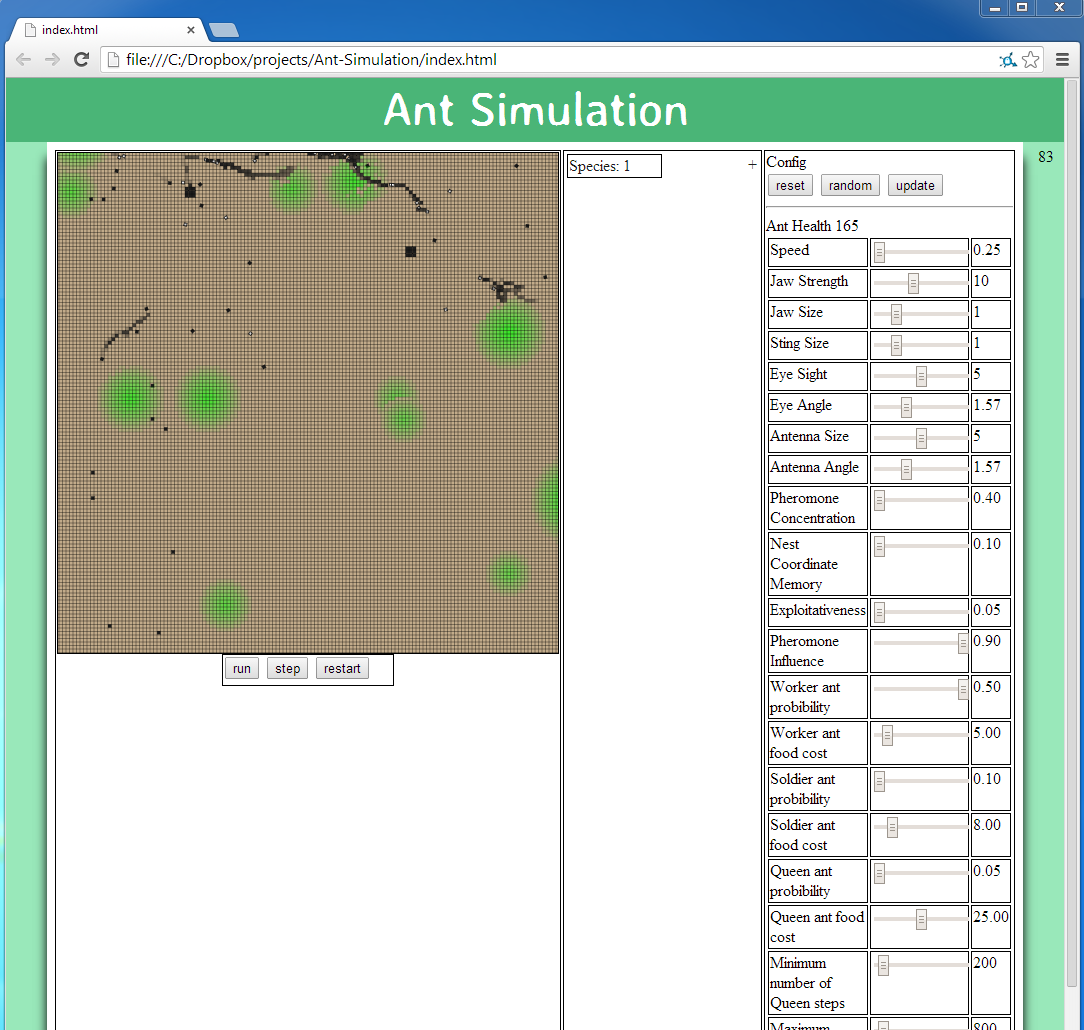 index.html
file:///C:/Dropbox/projects/Ant-Simulation/index.html
Ant Simulation
83
Species: 1
+
Config
reset random update
Ant Health 165
Speed 0.25
Jaw Strength 10
Jaw Size 1
Sting Size 1
Eye Sight 5
Eye Angle 1.57
Antenna Size 5
Antenna Angle 1.57
Pheromone
Concentration
0.40
Nest
Coordinate
Memory
0.10
Exploitativeness 0.05
Pheromone
Influence
0.90
Worker ant
probibility
0.50
Worker ant
food cost
5.00
Soldier ant
probibility
0.10
Soldier ant
food cost
8.00
Queen ant
probibility
0.05
Queen ant food
cost
25.00
Minimum
number of
Queen steps
200
Maximum
800
run step restart